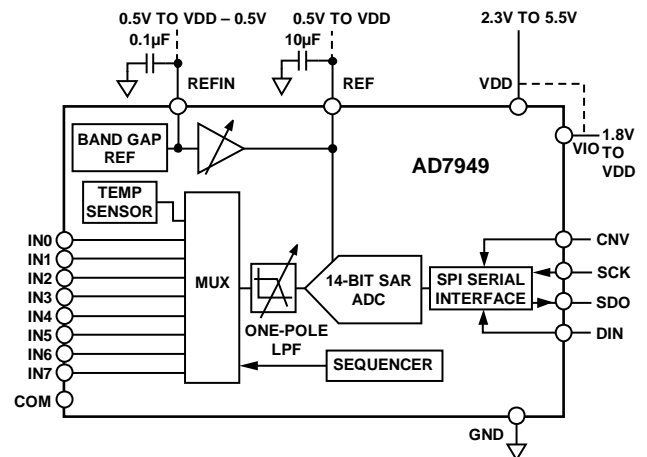 0.5V TO VDD – 0.5V
0.1µF
0.5V TO VDD
10µF
2.3V TO 5.5V
REFIN
REF
VDD
BAND GAP
REF
AD7949
VIO
1.8V
TO
VDD
TEMP
SENSOR
IN0
IN1
IN2
IN3
IN4
IN5
IN6
IN7
COM
MUX
ONE-POLE
LPF
14-BIT SAR
ADC
SPI SERIAL
INTERFACE
CNV
SCK
SDO
DIN
SEQUENCER
GND